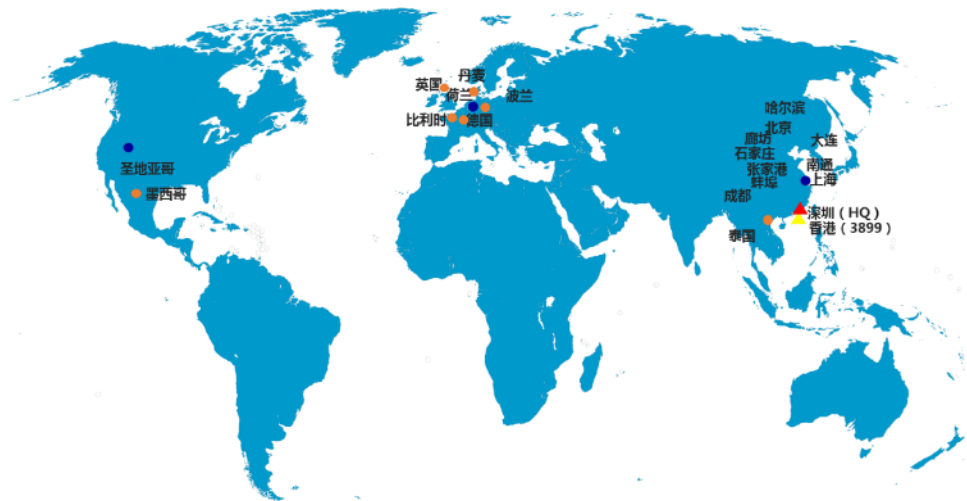 丹麦
英国
荷兰
波兰
比利时
德国
圣地亚哥
墨西哥
哈尔滨
北京
廊坊
大连
石家庄
张家港
南通
蚌埠
上海
成都
深圳（HQ）
香港（3899）
泰国